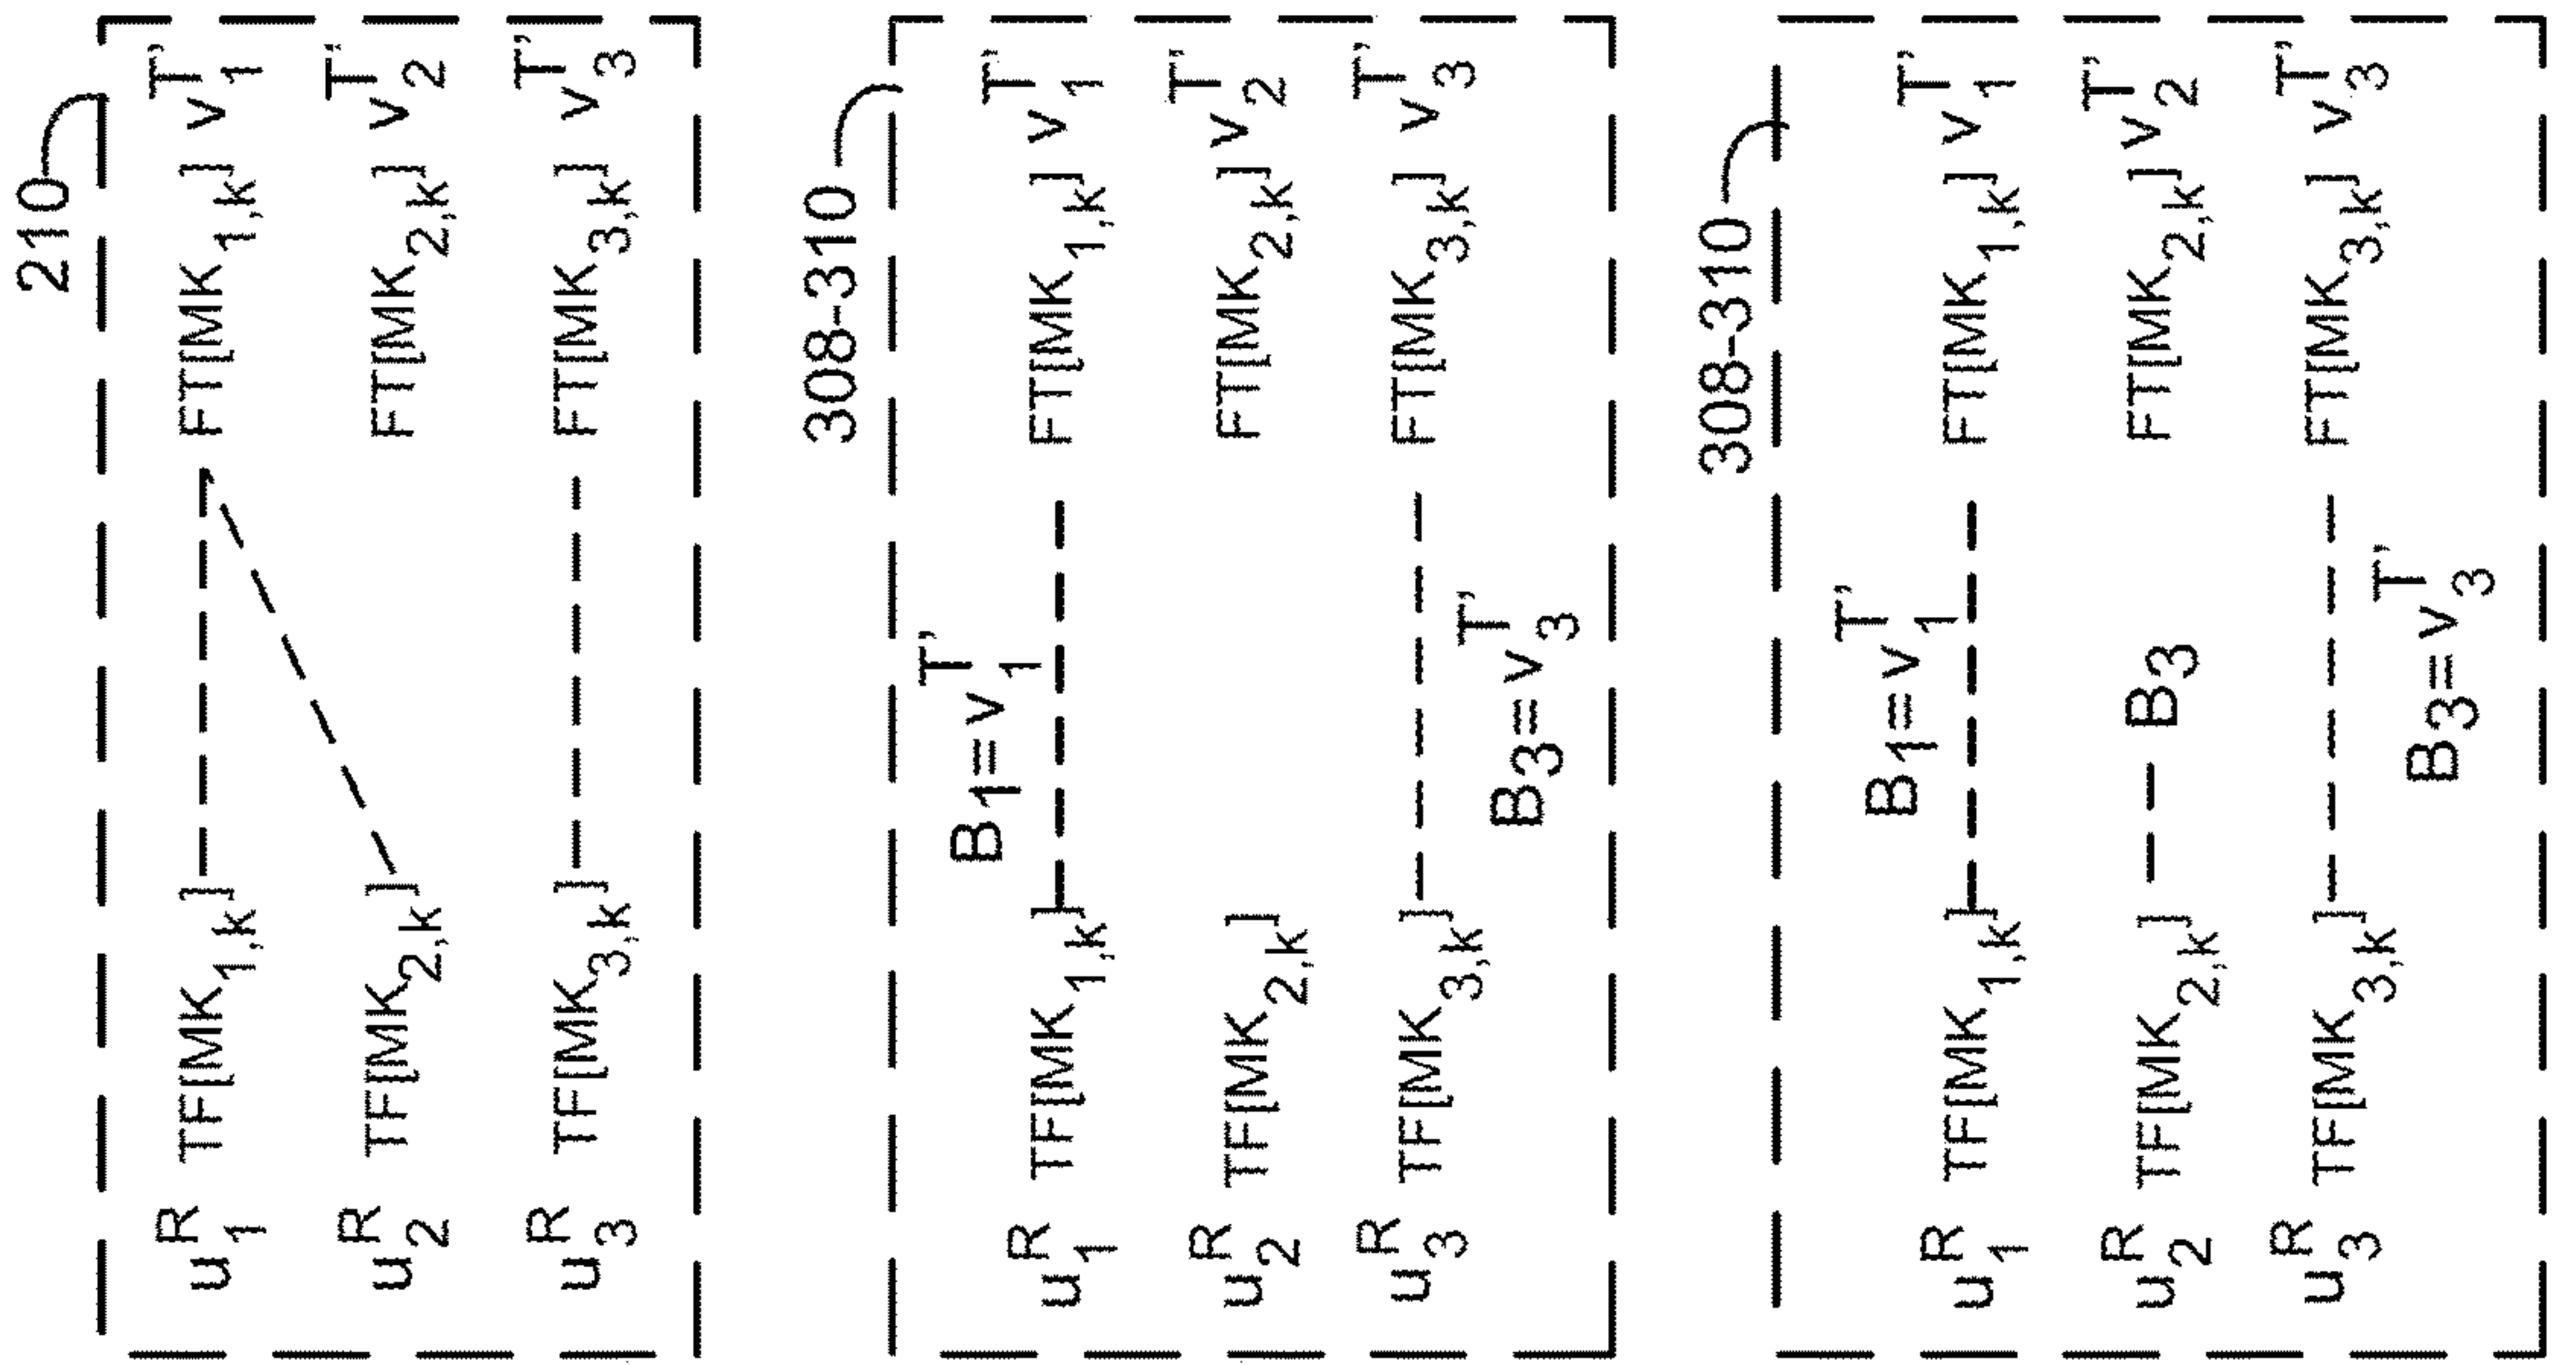 210
u₁ᴿ TF[MK₁,ₖ] FT[MK₁,ₖ] v₁ᵀ'
u₂ᴿ TF[MK₂,ₖ] FT[MK₂,ₖ] v₂ᵀ'
u₃ᴿ TF[MK₃,ₖ] FT[MK₃,ₖ] v₃ᵀ'
308-310
B₁=v₁ᵀ'
u₁ᴿ TF[MK₁,ₖ] FT[MK₁,ₖ] v₁ᵀ'
u₂ᴿ TF[MK₂,ₖ] FT[MK₂,ₖ] v₂ᵀ'
u₃ᴿ TF[MK₃,ₖ] FT[MK₃,ₖ] v₃ᵀ'
B₃=v₃ᵀ'
308-310
B₁=v₁ᵀ'
u₁ᴿ TF[MK₁,ₖ] FT[MK₁,ₖ] v₁ᵀ'
u₂ᴿ TF[MK₂,ₖ] B₃ FT[MK₂,ₖ] v₂ᵀ'
u₃ᴿ TF[MK₃,ₖ] FT[MK₃,ₖ] v₃ᵀ'
B₃=v₃ᵀ'